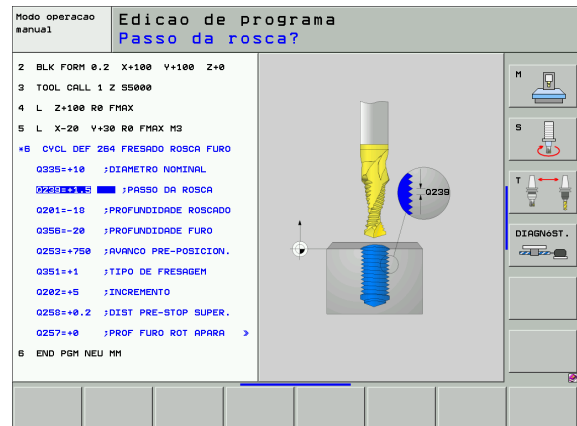 Modo operacao
manual
Edicao de programa
Passo da rosca?
2 BLK FORM 0.2 X+100 Y+100 Z+0
3 TOOL CALL 1 Z S5000
4 L Z+100 R0 FMAX
5 L X-20 Y+30 R0 FMAX M3
*6 CYCL DEF 264 FRESADO ROSCA FURO
Q335=+10 ;DIAMETRO NOMINAL
Q239=+1.5 ;PASSO DA ROSCA
Q201=-18 ;PROFUNDIDADE ROSCADO
Q356=-20 ;PROFUNDIDADE FURO
Q253=+750 ;AVANCO PRE-POSICION.
Q351=+1 ;TIPO DE FRESAGEM
Q202=+5 ;INCREMENTO
Q258=+0.2 ;DIST PRE-STOP SUPER.
Q257=+0 ;PROF FURO ROT APARA »
6 END PGM NEU MM
Q239
M
S
T
DIAGNóST.